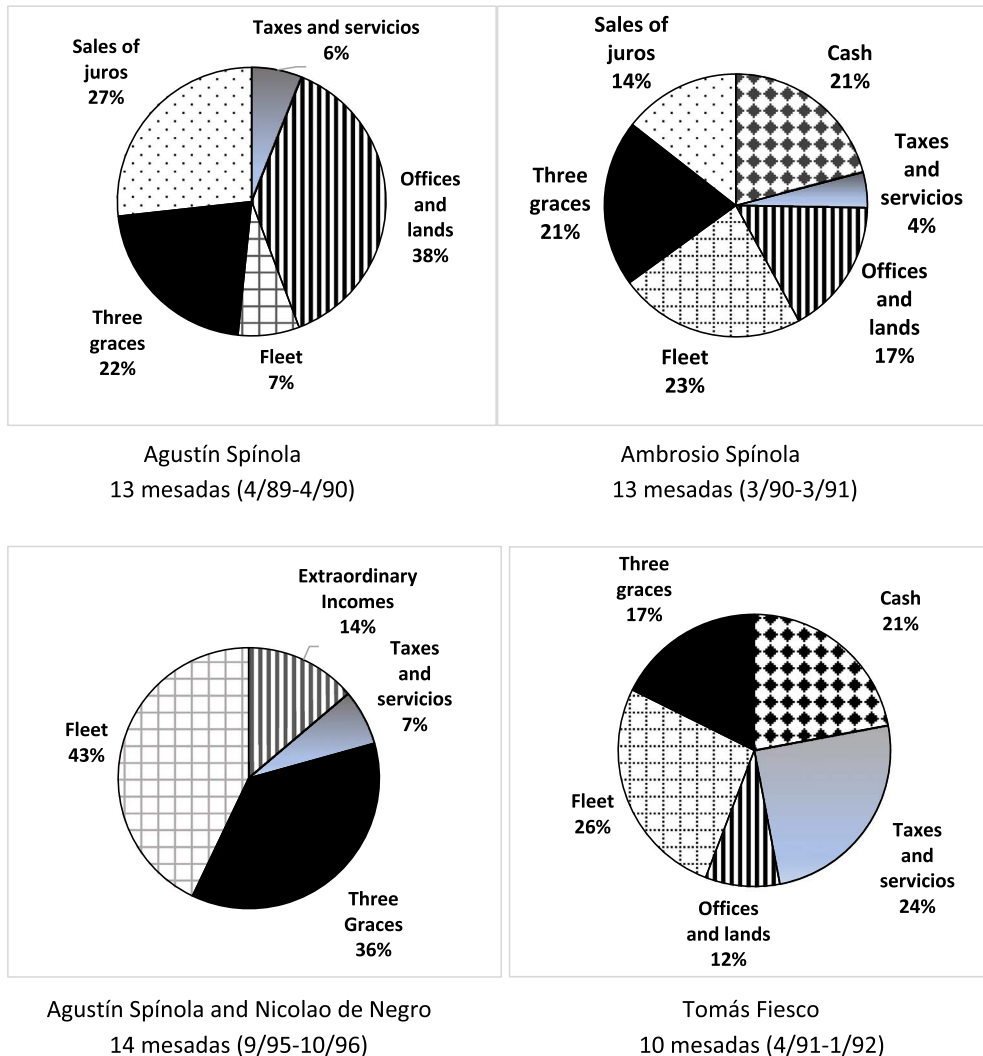 Taxes and servicios
6%
Sales of
juros
27%
Offices
and
lands
38%
Three
graces
22%
Fleet
7%
Sales of
juros
14%
Cash
21%
Taxes
and
servicios
4%
Three
graces
21%
Offices
and
lands
17%
Fleet
23%
Agustín Spínola
13 mesadas (4/89-4/90)
Ambrosio Spínola
13 mesadas (3/90-3/91)
Extraordinary
Incomes
14%
Taxes
and
servicios
7%
Fleet
43%
Three
Graces
36%
Three
graces
17%
Cash
21%
Fleet
26%
Taxes
and
servicios
24%
Offices
and lands
12%
Agustín Spínola and Nicolao de Negro
14 mesadas (9/95-10/96)
Tomás Fiesco
10 mesadas (4/91-1/92)